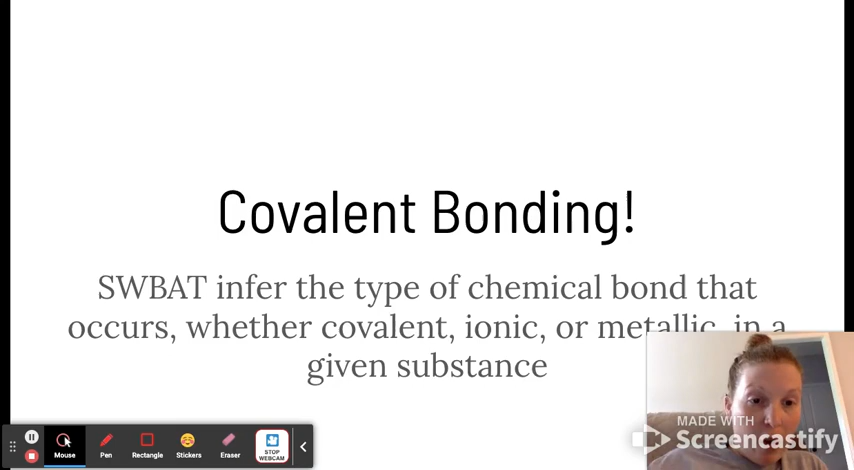 Covalent Bonding!
SWBAT infer the type of chemical bond that
occurs, whether covalent, ionic, or metallic, in a
given substance
MADE WITH
Screencastify
Mouse
Pen
Rectangle
Stickers
Eraser
STOP
WEBCAM